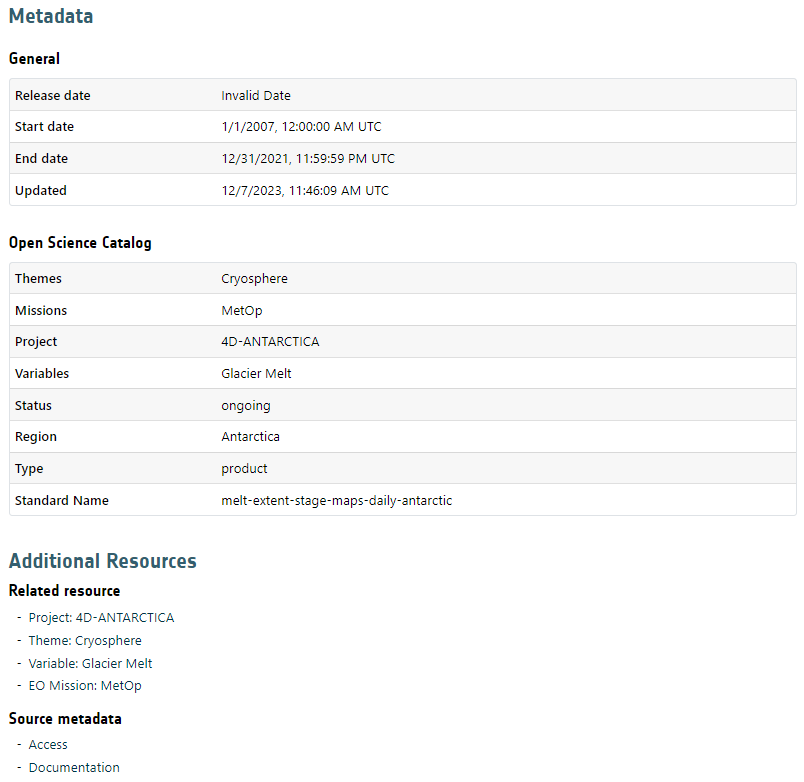 Metadata
General
Release date Invalid Date
Start date 1/1/2007, 12:00:00 AM UTC
End date 12/31/2021, 11:59:59 PM UTC
Updated 12/7/2023, 11:46:09 AM UTC
Open Science Catalog
Themes Cryosphere
Missions MetOp
Project 4D-ANTARCTICA
Variables Glacier Melt
Status ongoing
Region Antarctica
Type product
Standard Name melt-extent-stage-maps-daily-antarctic
Additional Resources
Related resource
- Project: 4D-ANTARCTICA
- Theme: Cryosphere
- Variable: Glacier Melt
- EO Mission: MetOp
Source metadata
- Access
- Documentation